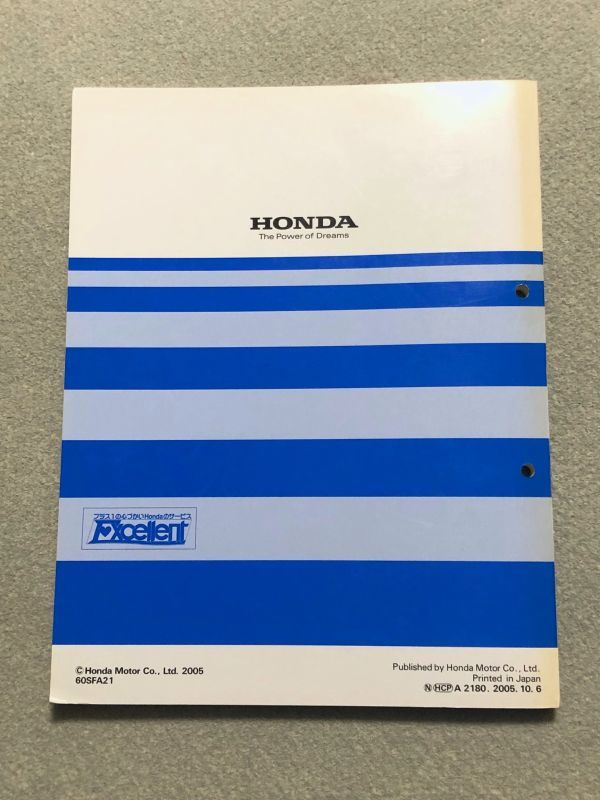 HONDA
The Power of Dreams
プラス1の心づかいHondaのサービス
Excellent
© Honda Motor Co., Ltd. 2005
60SFA21
Published by Honda Motor Co., Ltd.
Printed in Japan
Ⓝ HCP A 2180. 2005. 10. 6